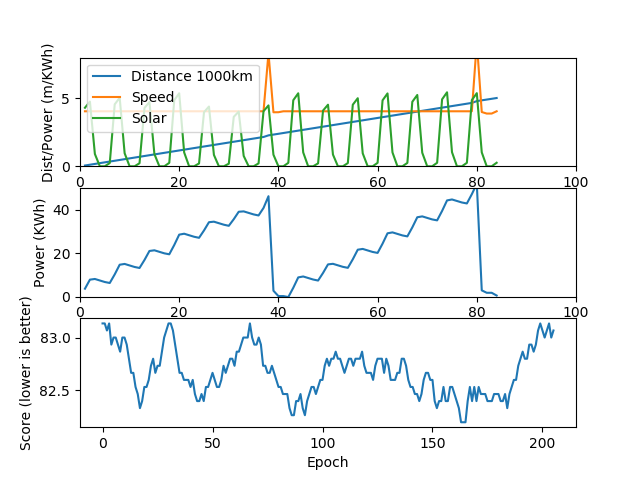 Dist/Power (m/KWh)
5
0
Distance 1000km
Speed
Solar
0 20 40 60 80 100
Power (KWh)
40
20
0
0 20 40 60 80 100
Score (lower is better)
83.0
82.5
0 50 100 150 200
Epoch